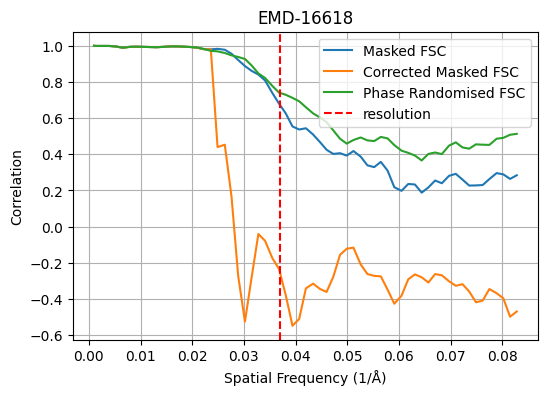 EMD-16618
Masked FSC
Corrected Masked FSC
Phase Randomised FSC
resolution
Correlation
1.0
0.8
0.6
0.4
0.2
0.0
−0.2
−0.4
−0.6
0.00 0.01 0.02 0.03 0.04 0.05 0.06 0.07 0.08
Spatial Frequency (1/Å)